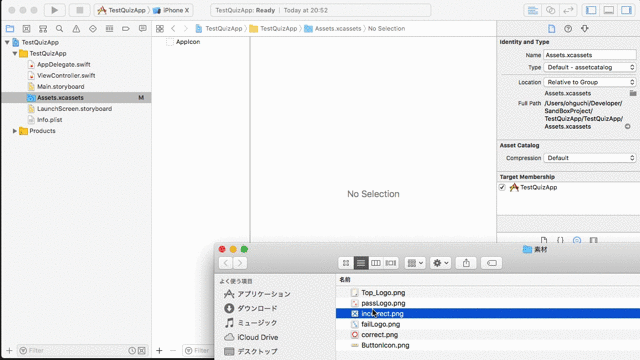 TestQuizApp
iPhone X
TestQuizApp: Ready
Today at 20:52
TestQuizApp
TestQuizApp
Assets.xcassets
No Selection
TestQuizApp
TestQuizApp
AppDelegate.swift
ViewController.swift
Main.storyboard
Assets.xcassets
M
LaunchScreen.storyboard
Info.plist
Products
Filter
AppIcon
Filter
No Selection
Identity and Type
Name Assets.xcassets
Type Default - assetcatalog
Location Relative to Group
Assets.xcassets
Full Path /Users/ohguchi/Developer/
SandBoxProject/
TestQuizApp/TestQuizApp/
Assets.xcassets
Asset Catalog
Compression Default
Target Membership
TestQuizApp
素材
よく使う項目
アプリケーション
ダウンロード
ミュージック
iCloud Drive
デスクトップ
名前
Top_Logo.png
passLogo.png
incorrect.png
failLogo.png
correct.png
ButtonIcon.png